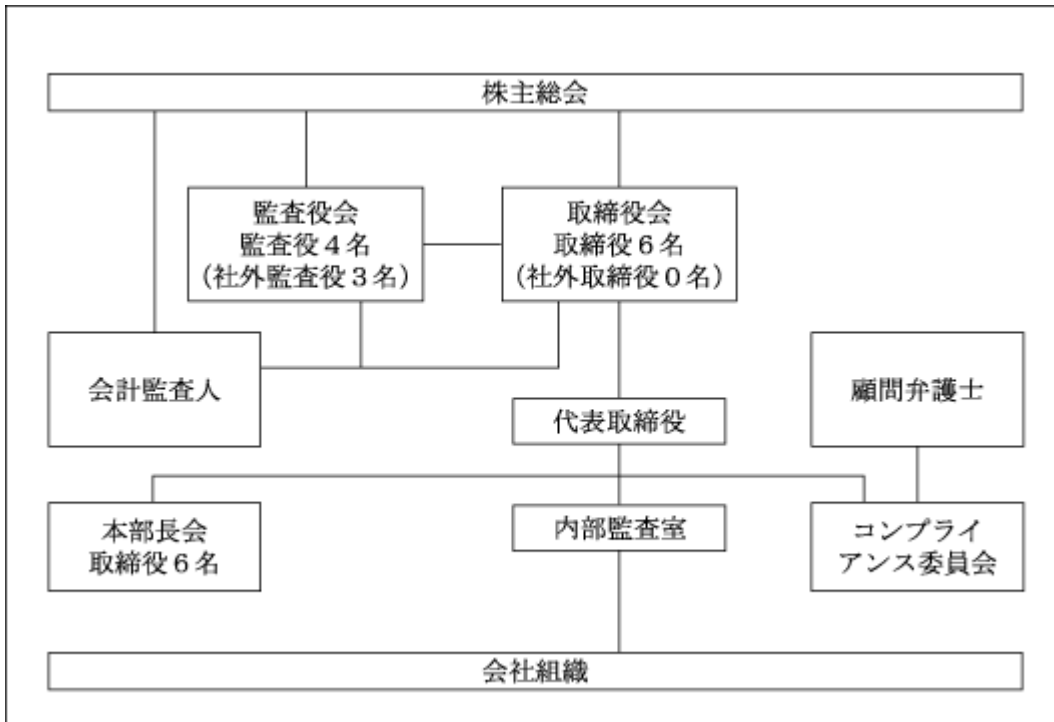 株主総会
監査役会
監査役4名
(社外監査役3名)
取締役会
取締役6名
(社外取締役0名)
会計監査人
顧問弁護士
代表取締役
本部長会
取締役6名
内部監査室
コンプライ
アンス委員会
会社組織